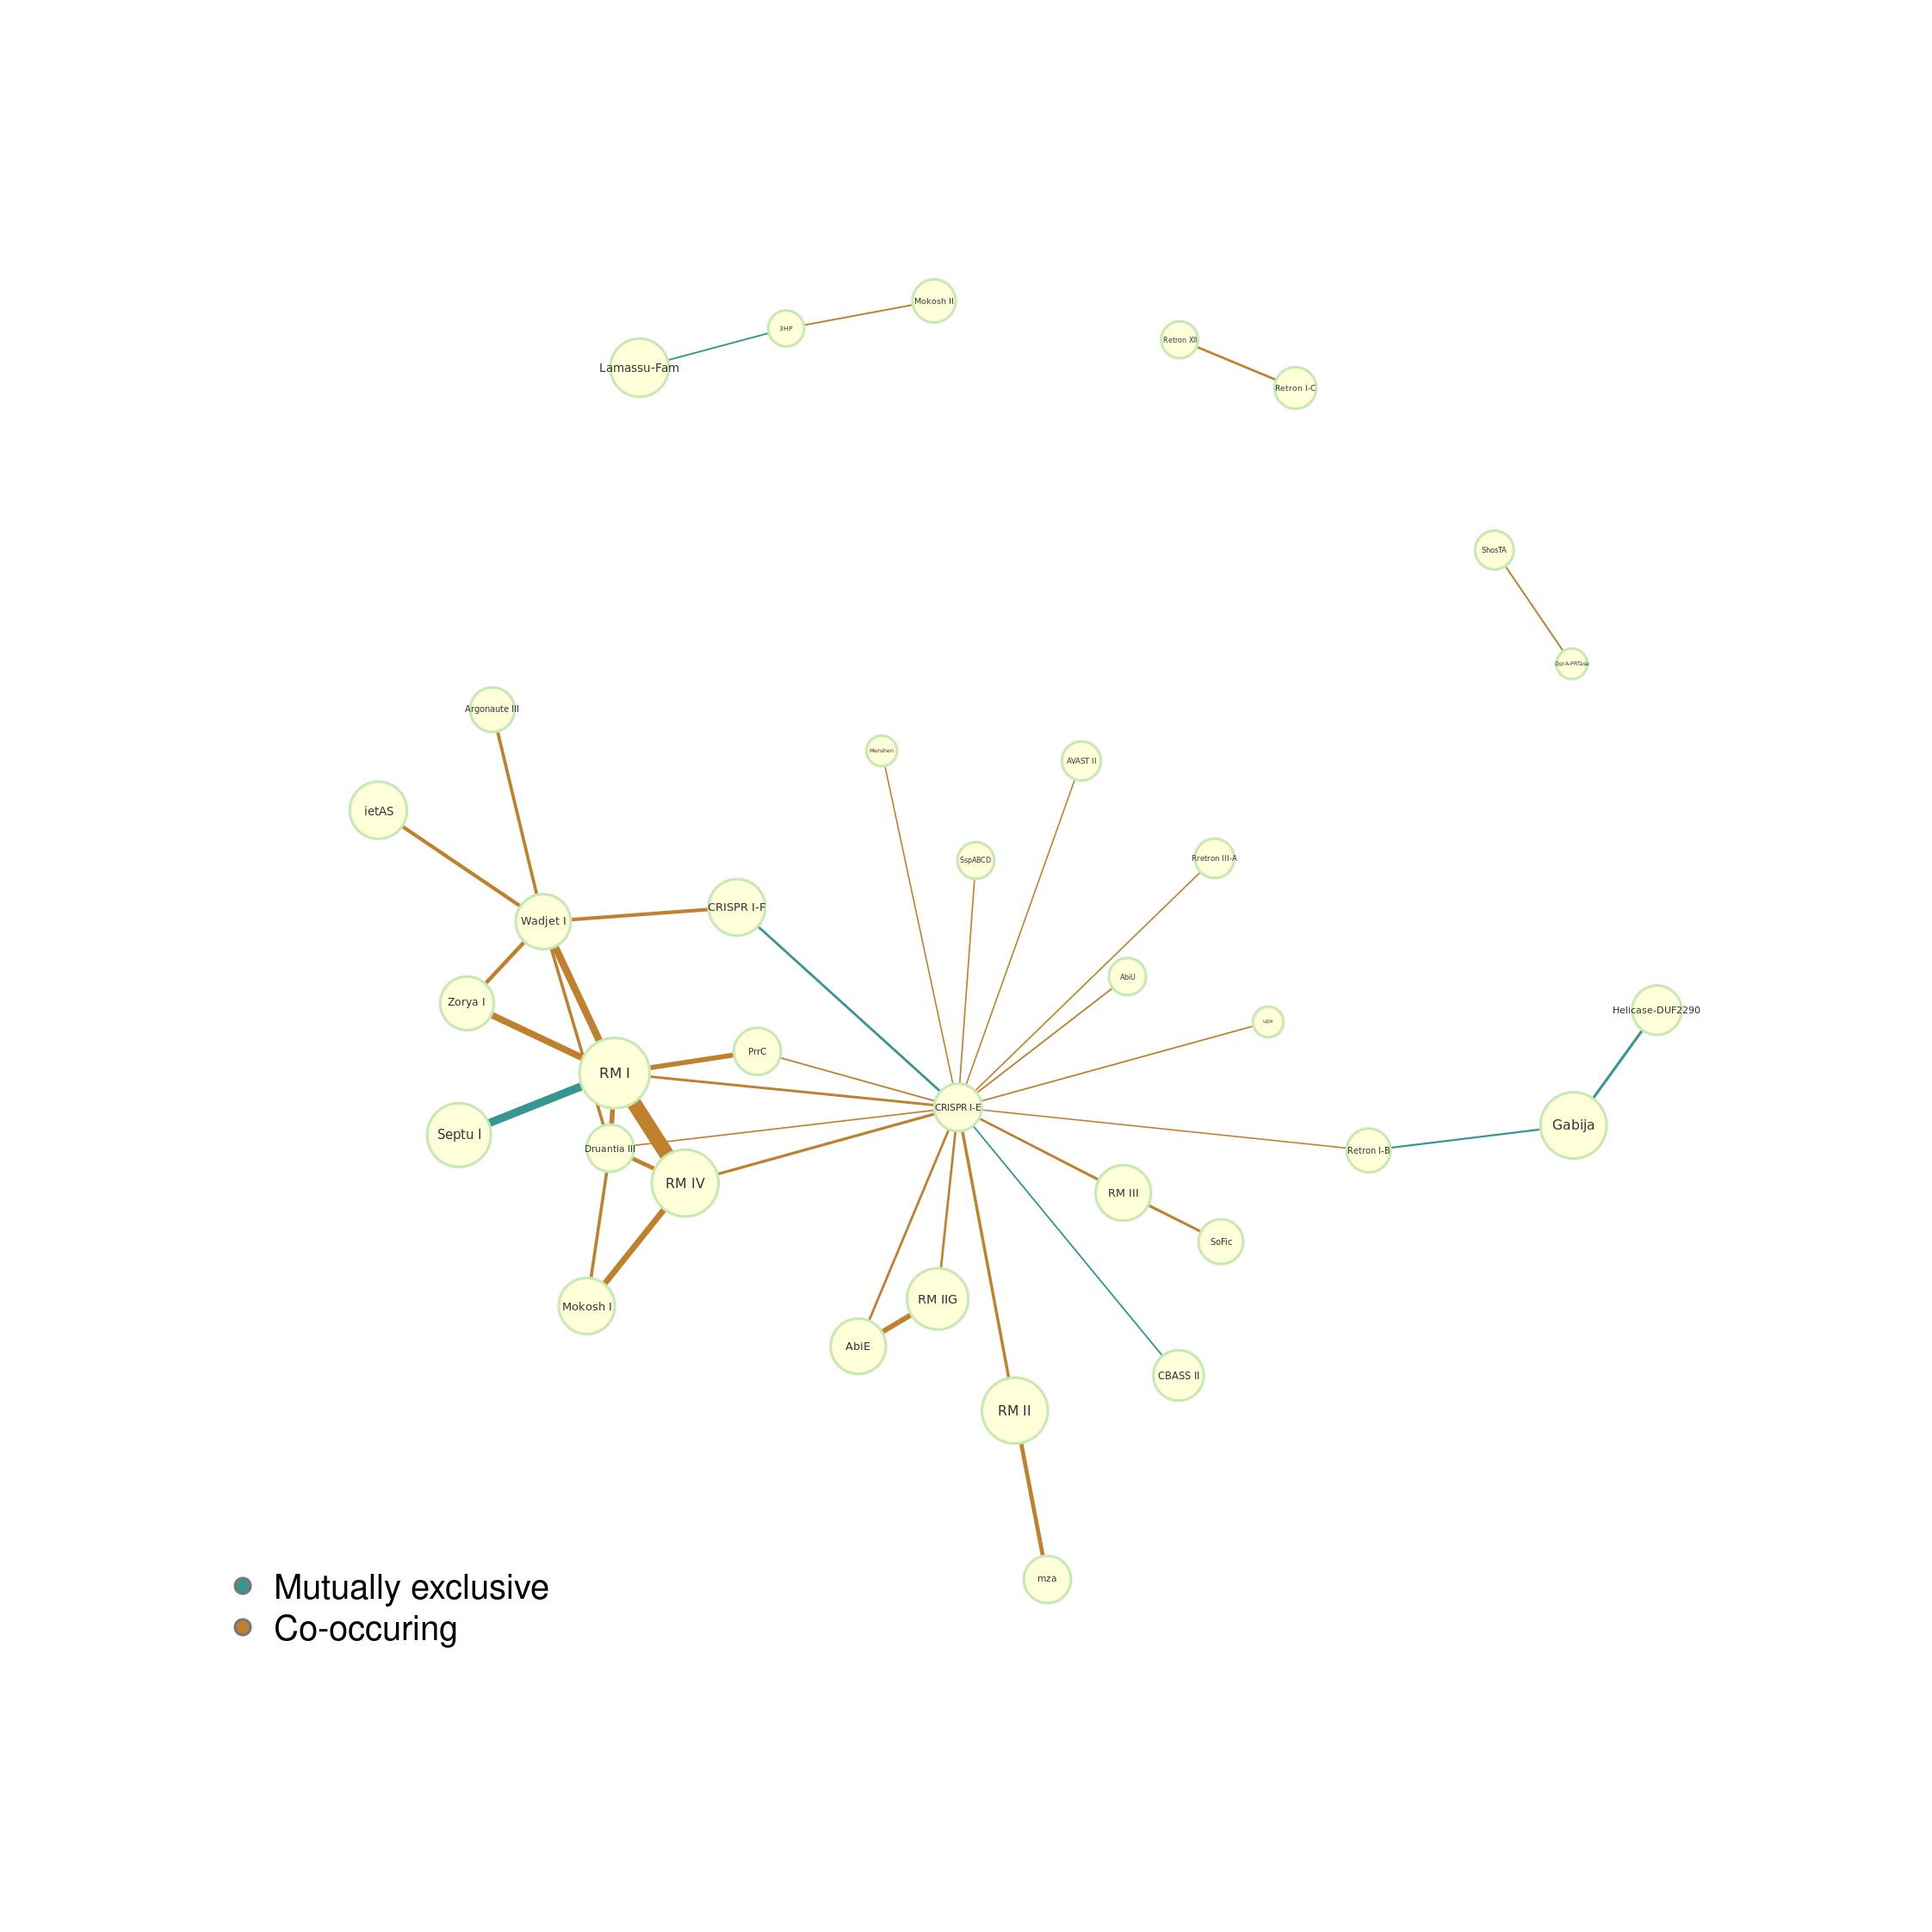 Mokosh II
3HP
Lamassu-Fam
Retron XII
Retron I-C
ShosTA
DprA-PRTase
Argonaute III
Menshen
AVAST II
ietAS
SspABCD
Rretron III-A
CRISPR I-F
Wadjet I
AbiU
Zorya I
upx
Helicase-DUF2290
PrrC
RM I
CRISPR I-E
Gabija
Septu I
Druantia III
Retron I-B
RM IV
RM III
SoFic
RM IIG
Mokosh I
AbiE
CBASS II
RM II
mza
Mutually exclusive
Co-occuring